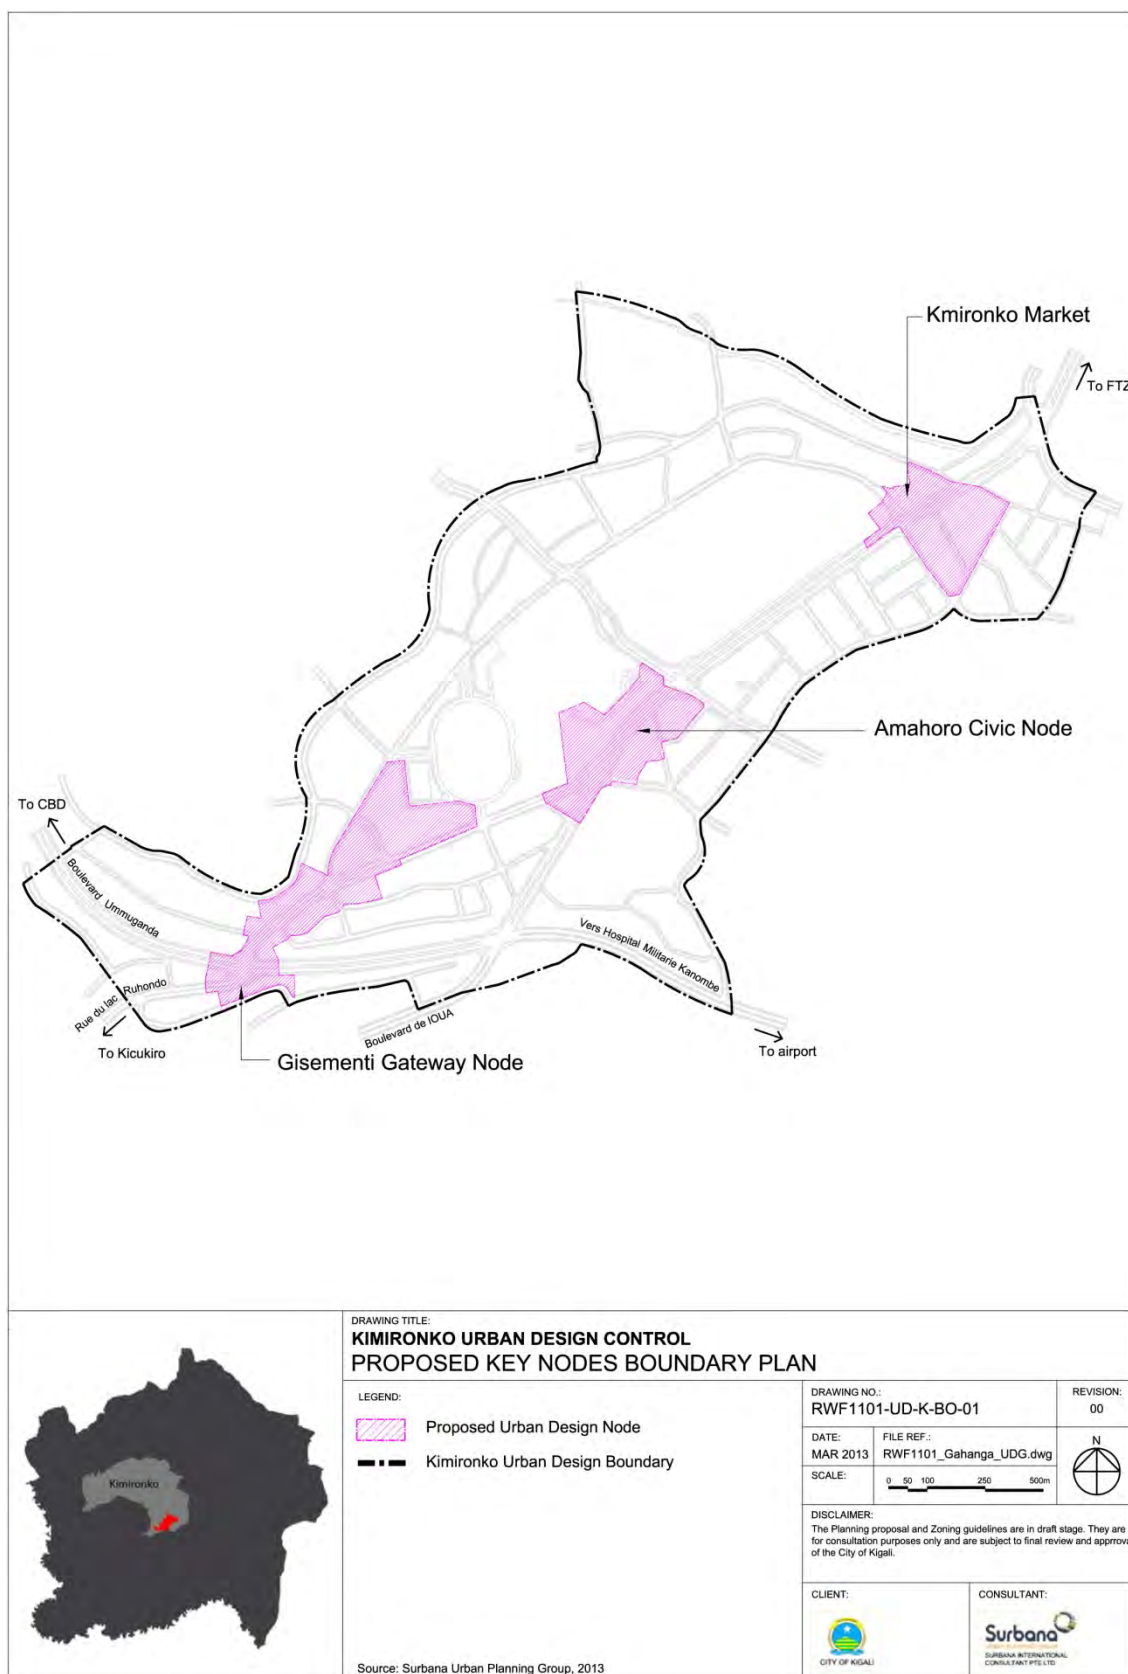 Kmironko Market
To FTZ
Amahoro Civic Node
To CBD
Boulevard Ummuganda
Vers Hospital Militarie Kanombe
Rue du lac Ruhondo
To Kicukiro
Boulevard de IOUA
To airport
Gisementi Gateway Node
Kimironko
DRAWING TITLE:
KIMIRONKO URBAN DESIGN CONTROL
PROPOSED KEY NODES BOUNDARY PLAN
LEGEND:
Proposed Urban Design Node
Kimironko Urban Design Boundary
Source: Surbana Urban Planning Group, 2013
DRAWING NO.:
RWF1101-UD-K-BO-01
REVISION:
00
DATE:
MAR 2013
FILE REF.:
RWF1101_Gahanga_UDG.dwg
N
SCALE:
0 50 100 250 500m
DISCLAIMER:
The Planning proposal and Zoning guidelines are in draft stage. They are
for consultation purposes only and are subject to final review and apprrova
of the City of Kigali.
CLIENT:
CITY OF KIGALI
CONSULTANT:
Surbana
SURBANA INTERNATIONAL
CONSULTANT PTE LTD